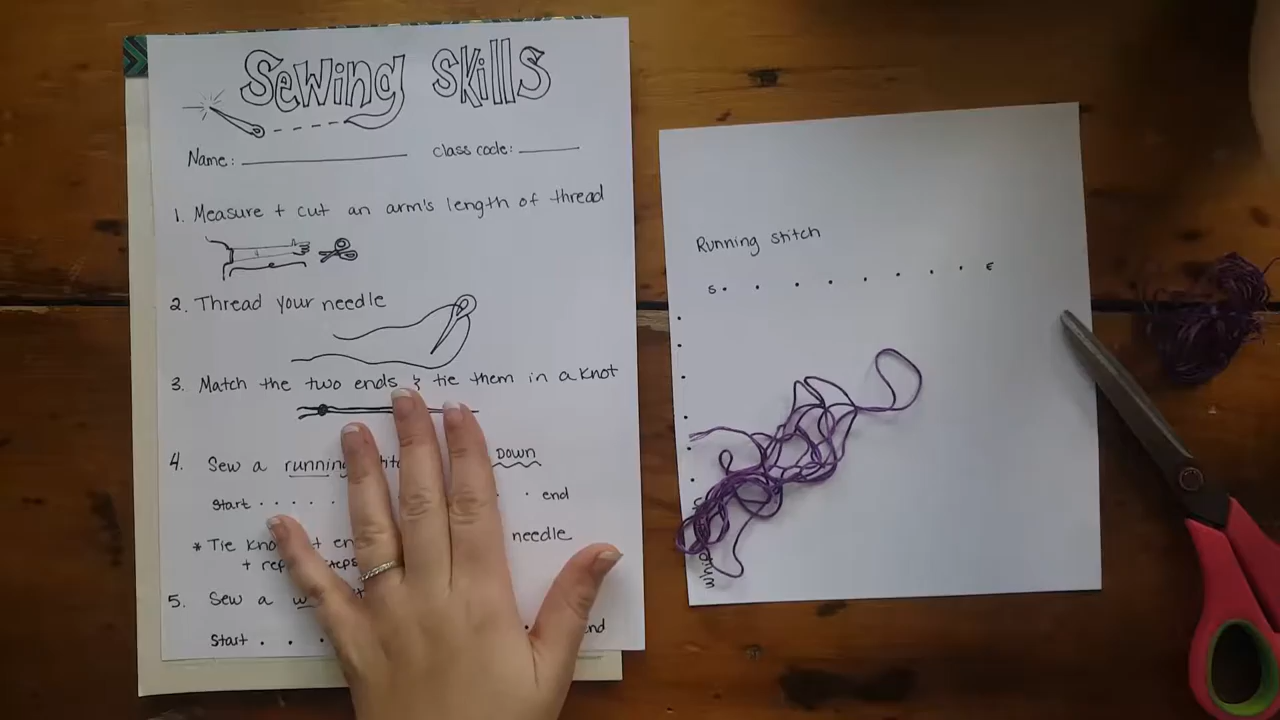 Sewing Skills
Name: Class code:
1. Measure + cut an arm's length of thread
2. Thread your needle
3. Match the two ends & tie them in a knot
4. Sew a running DOWN
Start end
* Tie needle
+
5. Sew a
Start
Running stitch
S E